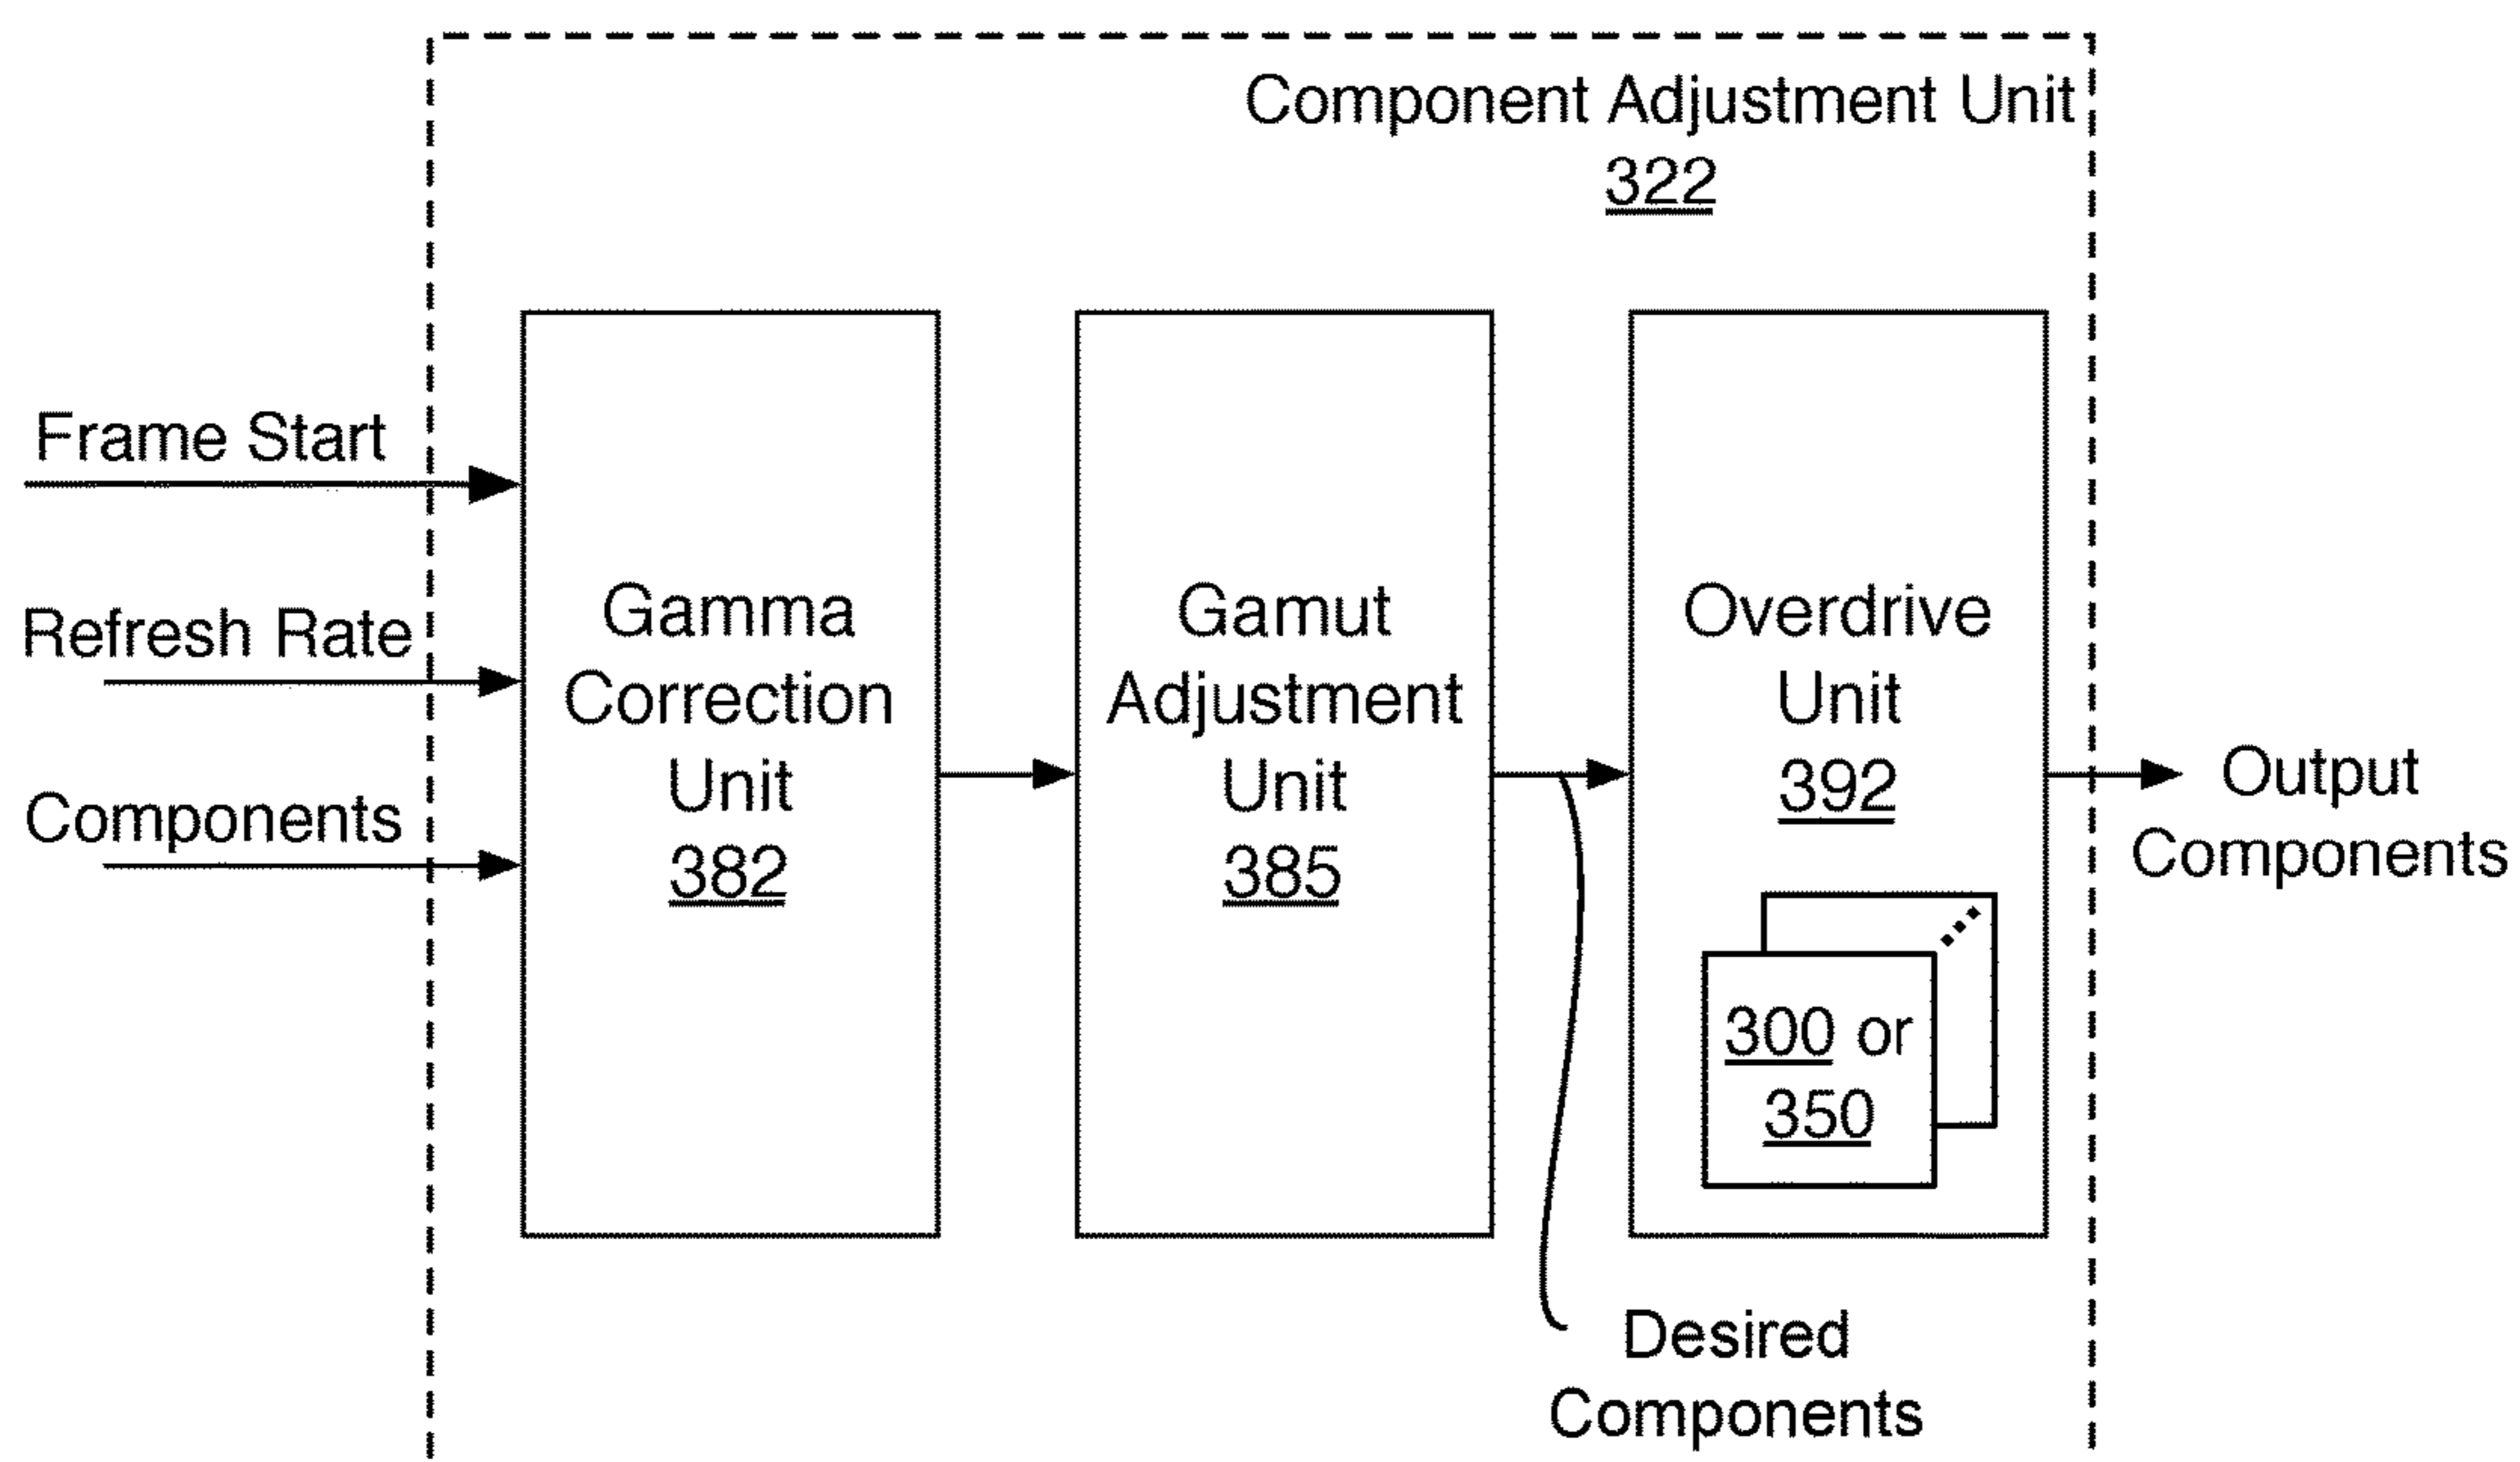 Component Adjustment Unit
322
Frame Start
Refresh Rate
Components
Gamma
Correction
Unit
382
Gamut
Adjustment
Unit
385
Overdrive
Unit
392
300 or
350
Output
Components
Desired
Components